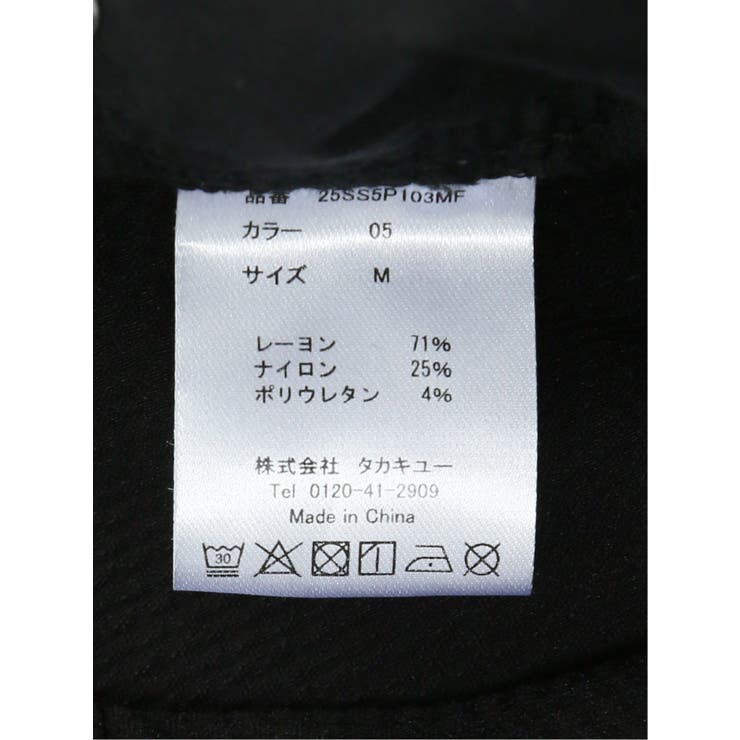 品番 25SS5P103MF
カラー 05
サイズ M
レーヨン 71%
ナイロン 25%
ポリウレタン 4%
株式会社 タカキュー
Tel 0120-41-2909
Made in China
30